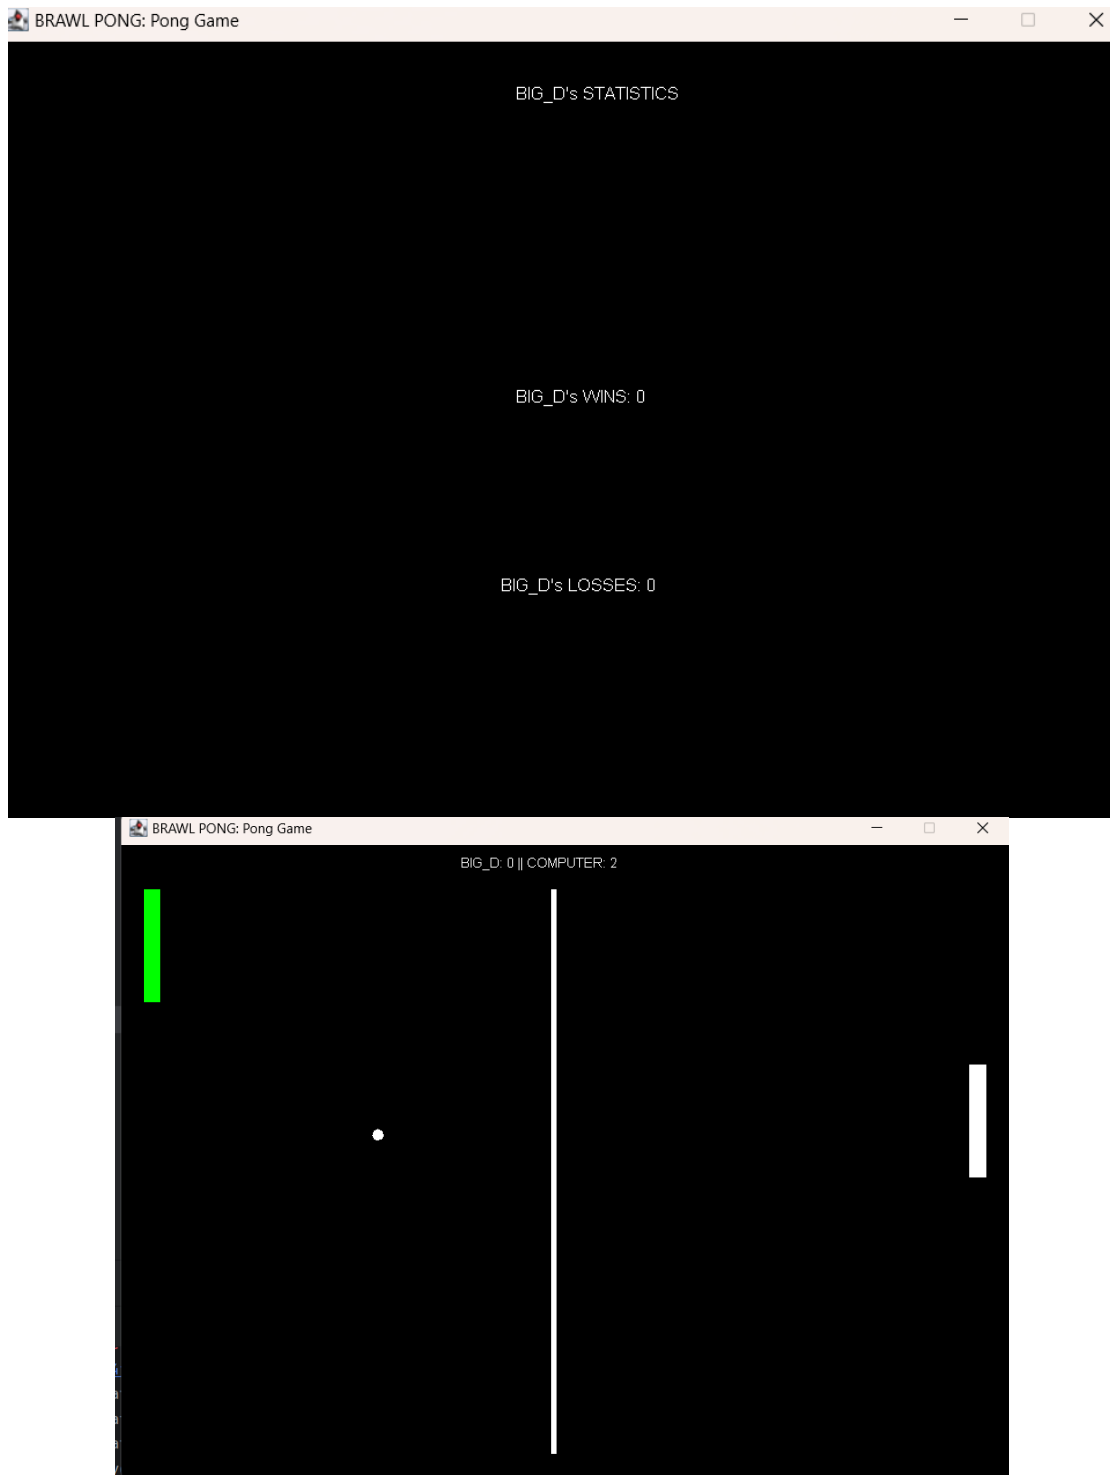 BRAWL PONG: Pong Game
BIG_D's STATISTICS
BIG_D's WINS: 0
BIG_D's LOSSES: 0
BRAWL PONG: Pong Game
BIG_D: 0 || COMPUTER: 2